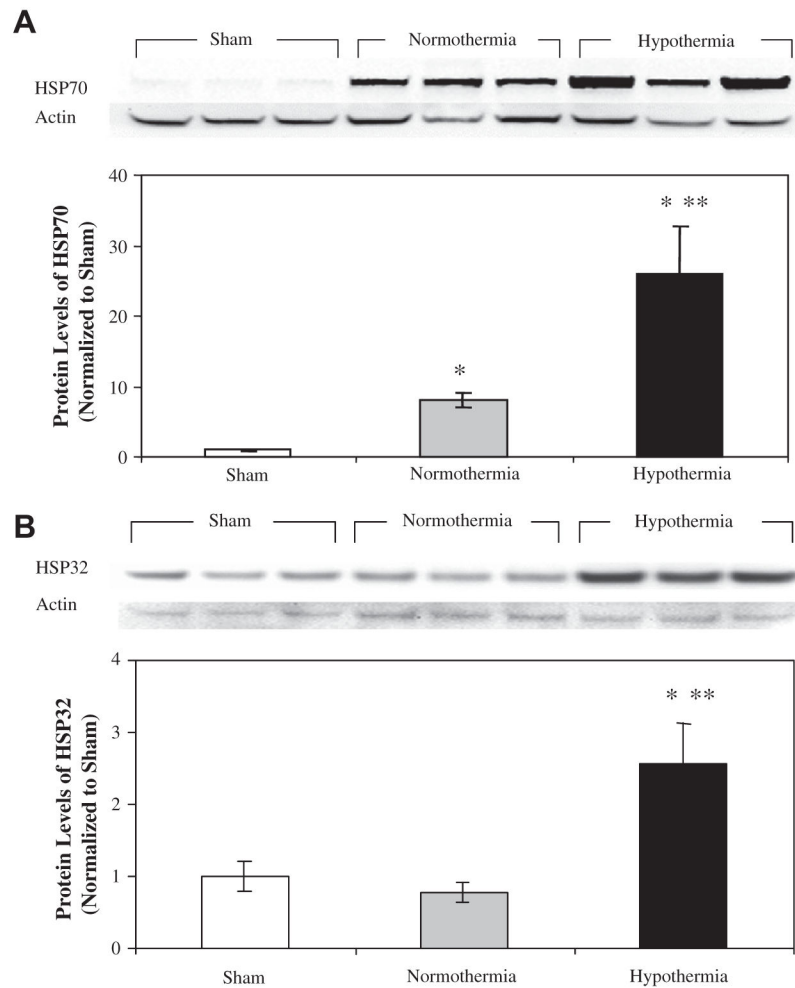 A
Sham Normothermia Hypothermia
HSP70
Actin
Protein Levels of HSP70
(Normalized to Sham)
40
30
20
10
0
* 
* **
Sham Normothermia Hypothermia
B
Sham Normothermia Hypothermia
HSP32
Actin
Protein Levels of HSP32
(Normalized to Sham)
4
3
2
1
0
* **
Sham Normothermia Hypothermia